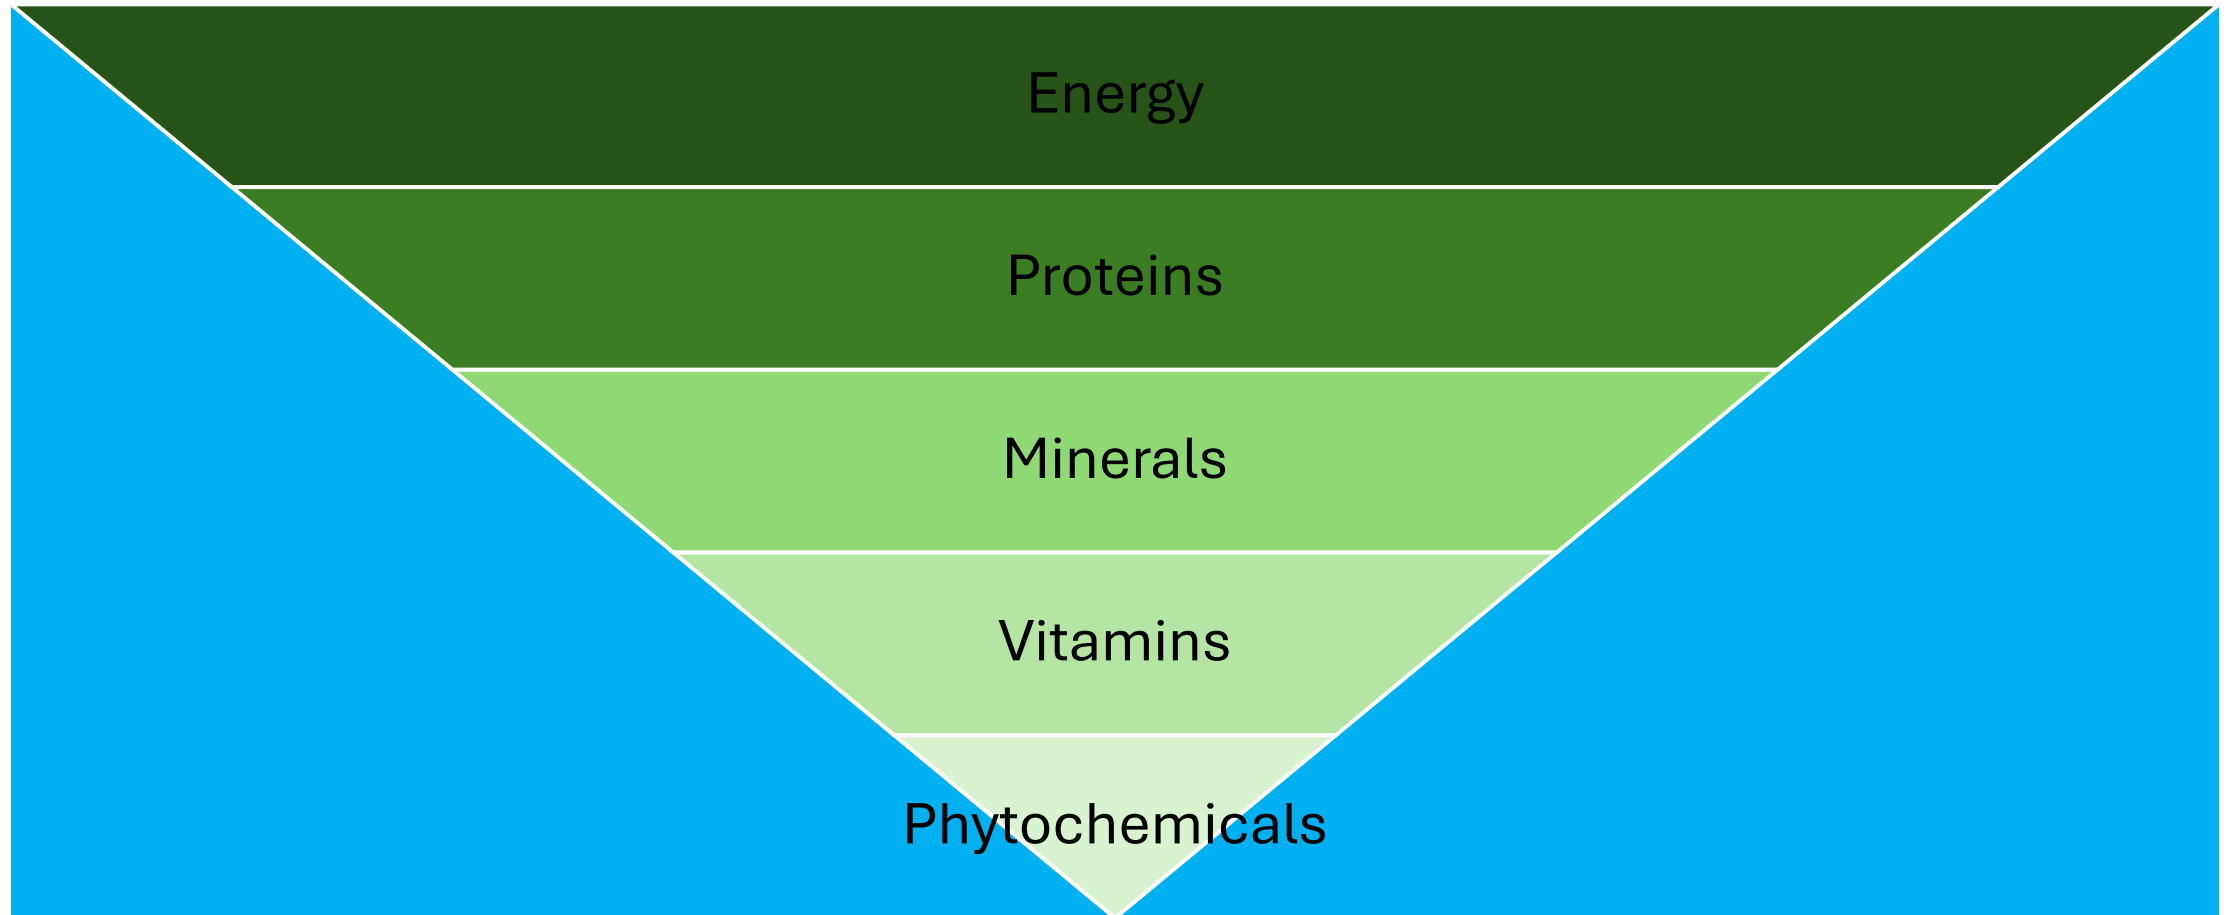 Energy
Proteins
Minerals
Vitamins
Phytochemicals